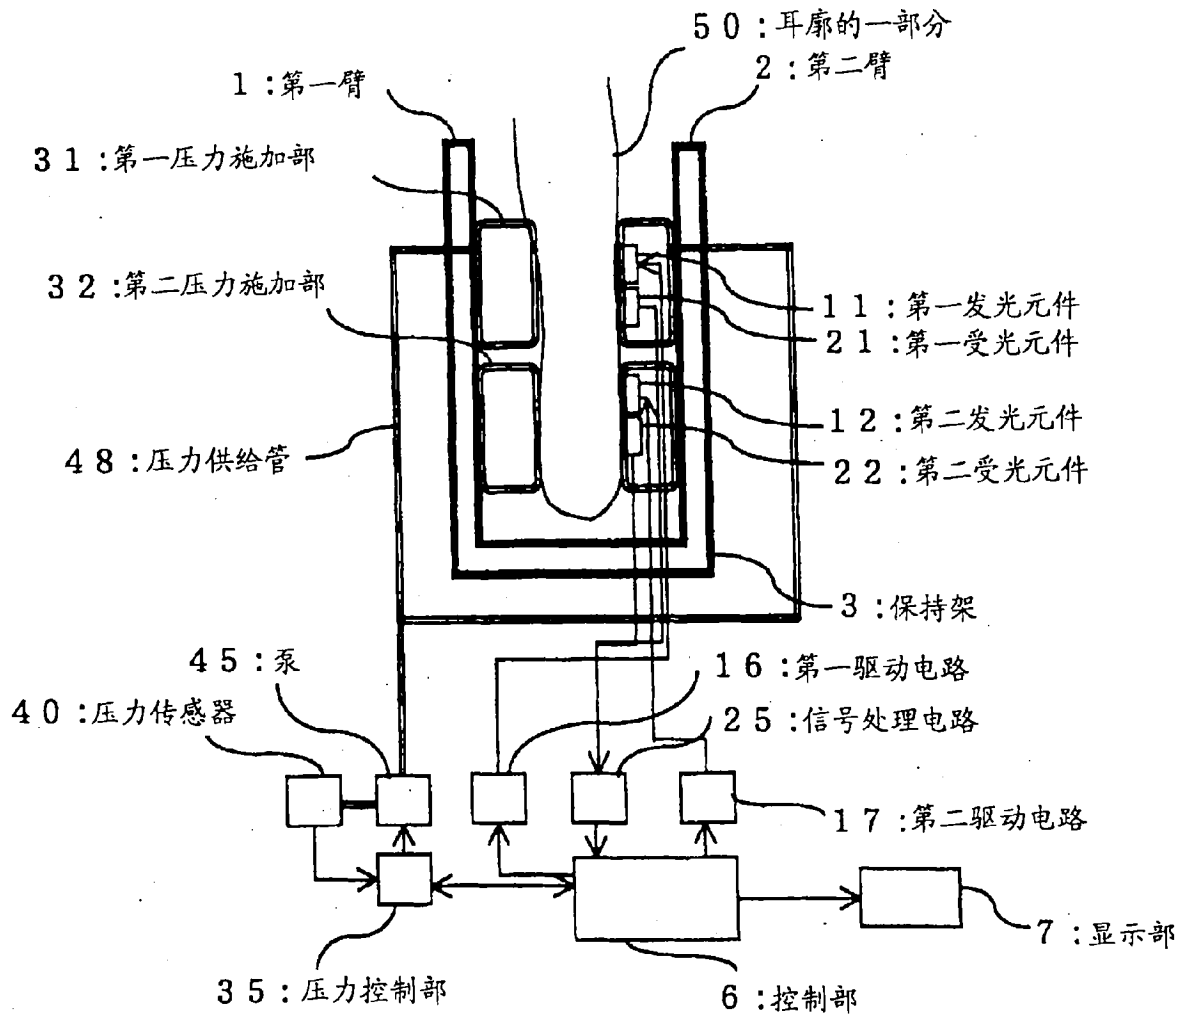 50:耳廓的一部分
1:第一臂
2:第二臂
31:第一压力施加部
32:第二压力施加部
11:第一发光元件
21:第一受光元件
12:第二发光元件
48:压力供给管
22:第二受光元件
3:保持架
45:泵
16:第一驱动电路
40:压力传感器
25:信号处理电路
17:第二驱动电路
7:显示部
35:压力控制部
6:控制部